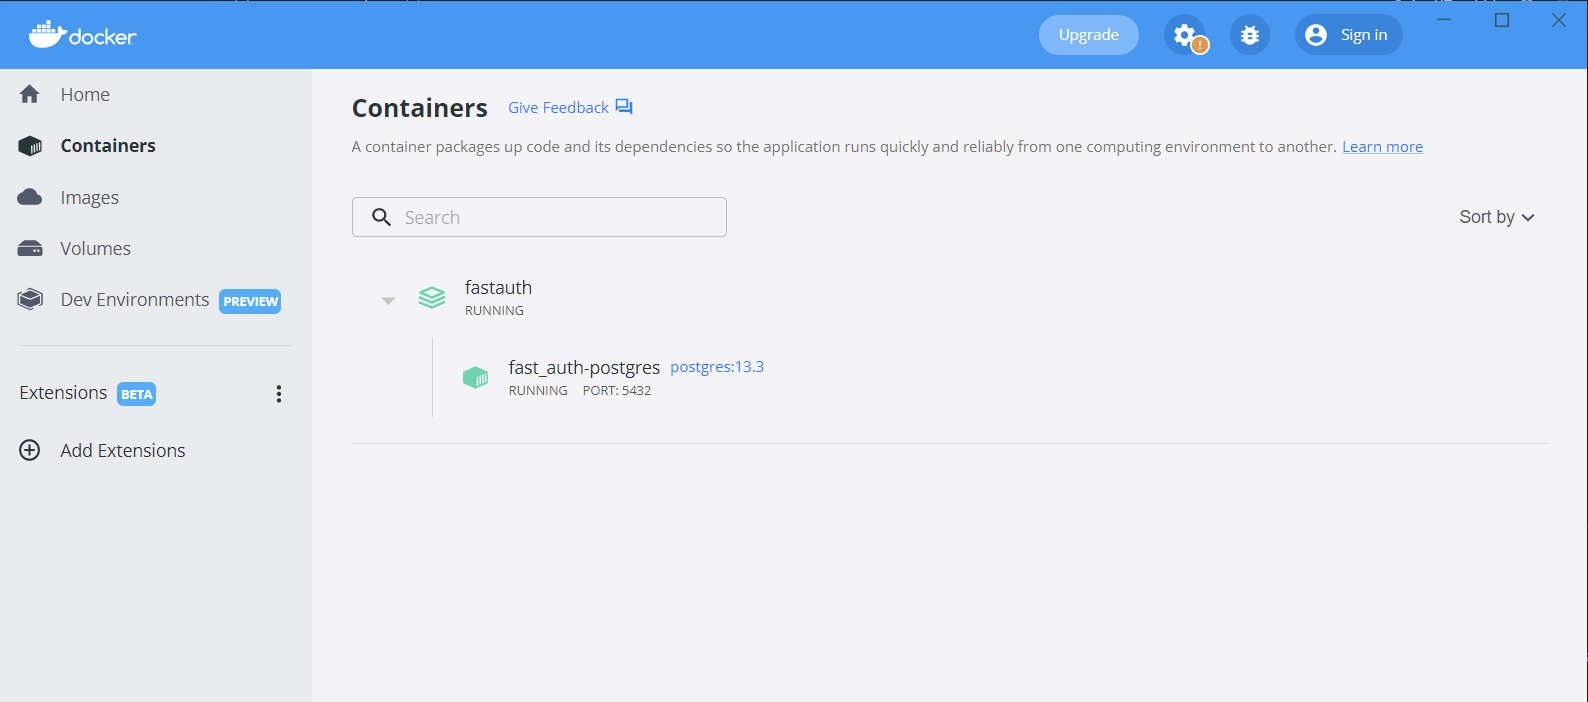 docker
Upgrade
!
Sign in
Home
Containers
Images
Volumes
Dev Environments PREVIEW
Extensions BETA
Add Extensions
Containers Give Feedback
A container packages up code and its dependencies so the application runs quickly and reliably from one computing environment to another. Learn more
Search
Sort by
fastauth
RUNNING
fast_auth-postgres postgres:13.3
RUNNING PORT: 5432